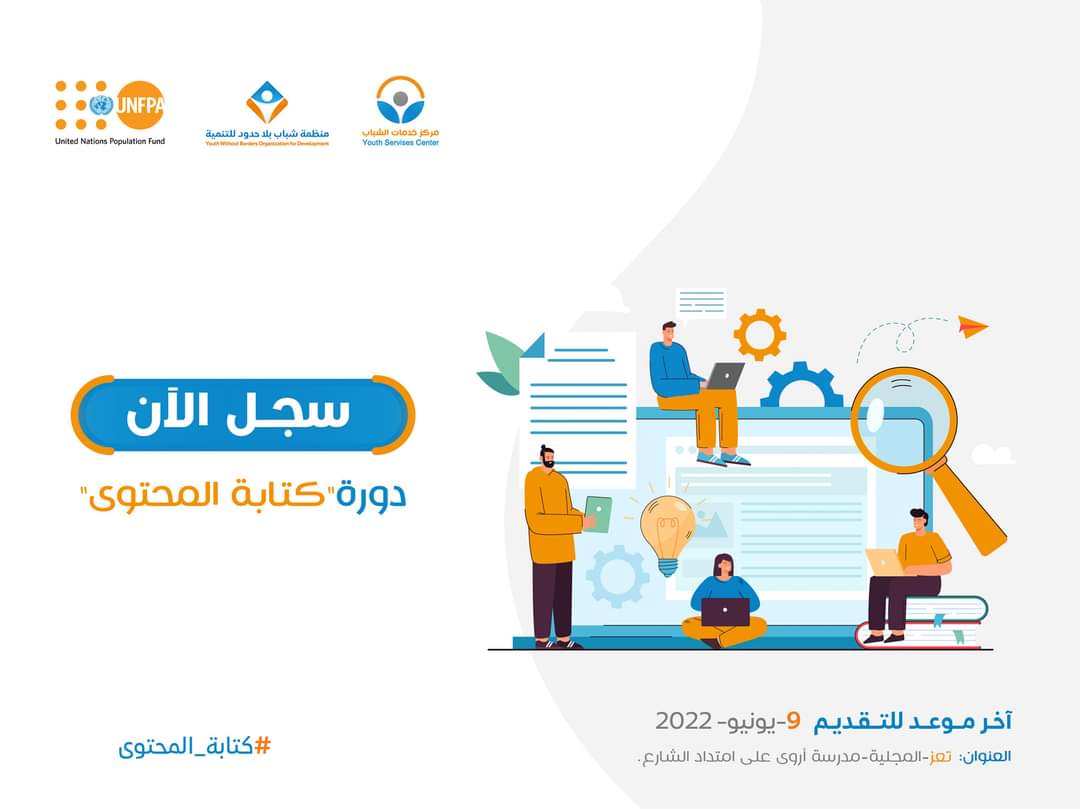 UNFPA
United Nations Population Fund
منظمة شباب بلا حدود للتنمية
Youth Without Borders Organization for Development
مركز خدمات الشباب
Youth Servises Center
سجل الآن
دورة "كتابة المحتوى"
آخر موعد للتقديم 9-يونيو- 2022
العنوان: تعز-المجلية-مدرسة أروى على امتداد الشارع.
#كتابة_المحتوى